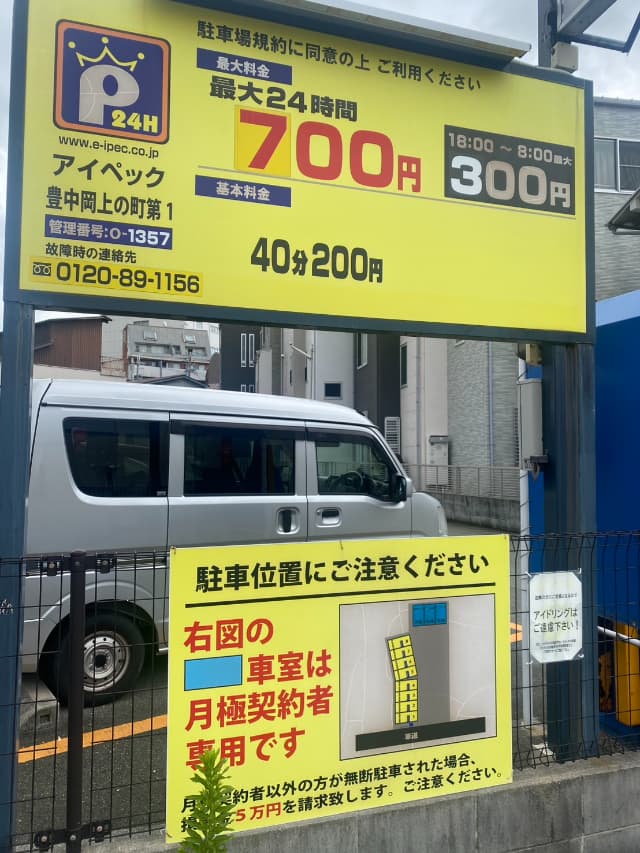 駐車場規約に同意の上 ご利用ください
P
24H
www.e-ipec.co.jp
アイペック
豊中岡上の町第1
管理番号:O-1357
故障時の連絡先
0120-89-1156
最大料金
最大24時間
700円
18:00 ～ 8:00最大
300円
基本料金
40分200円
駐車位置にご注意ください
右図の
車室は
月極契約者
専用です
車道
月 契約者以外の方が無断駐車された場合、
5万円を請求致します。ご注意ください。
アイドリングは
ご遠慮下さい!